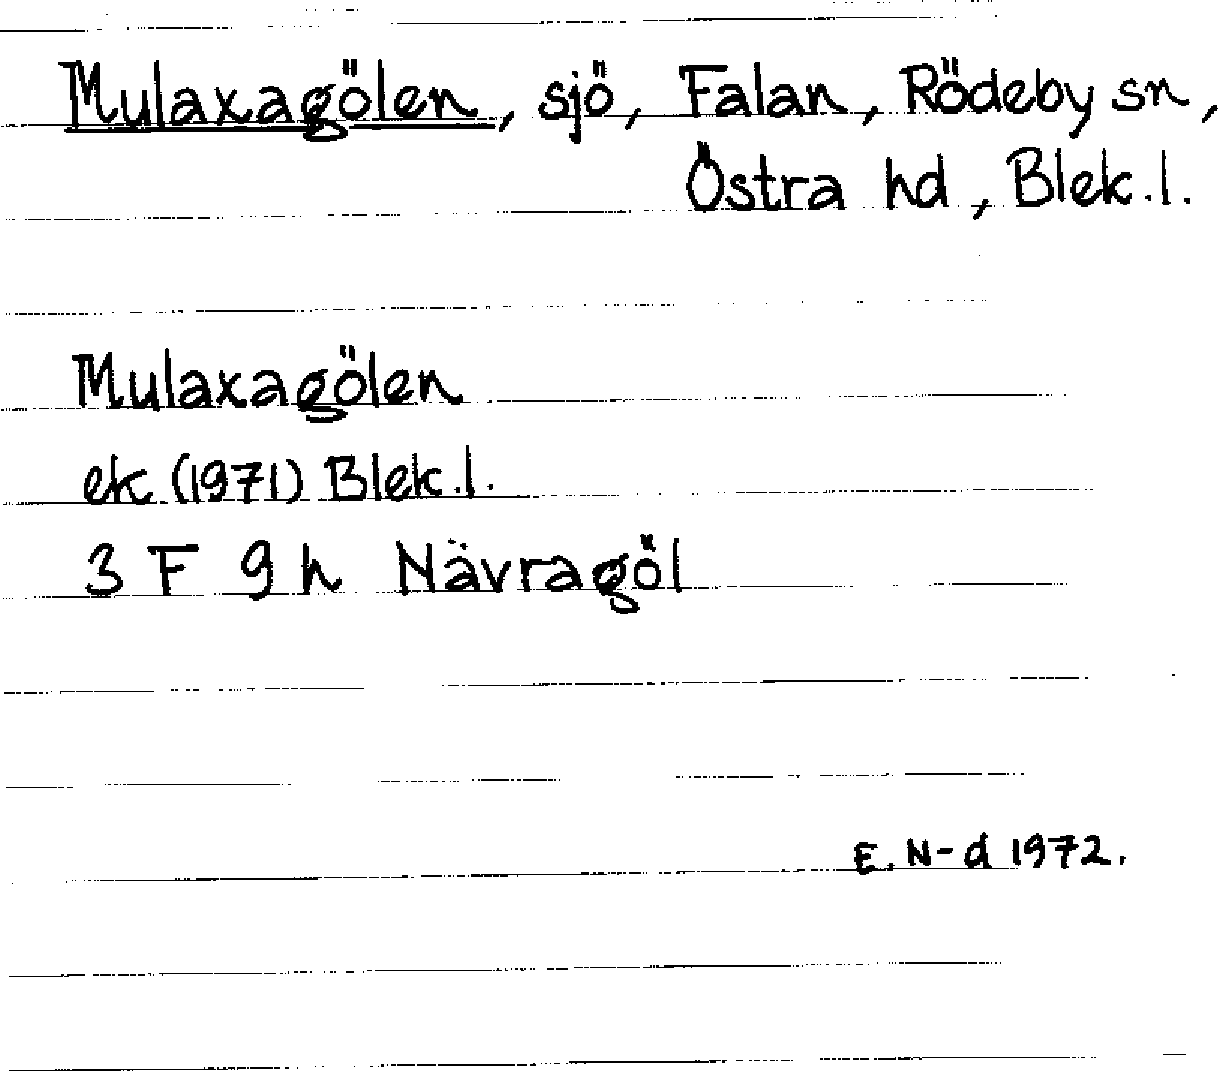 Mulaxagölen, sjö, Falan, Rödeby sn,
Östra hd, Blek.l.
Mulaxagölen
ek (1971) Blek.l.
3 F 9 h Nävragöl
E. N-d 1972.